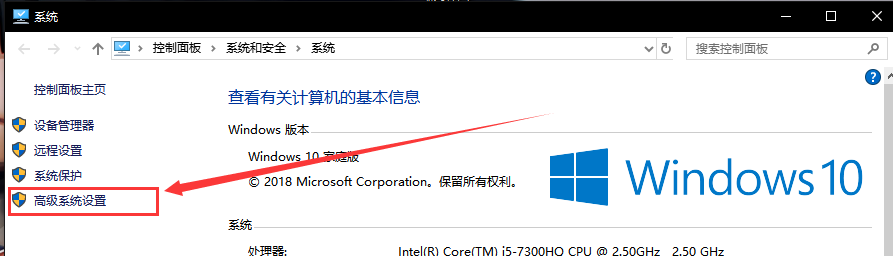 系统
控制面板 > 系统和安全 > 系统
搜索控制面板
控制面板主页
设备管理器
远程设置
系统保护
高级系统设置
查看有关计算机的基本信息
Windows 版本
Windows 10 家庭版
© 2018 Microsoft Corporation。保留所有权利。
Windows 10
系统
处理器:
Intel(R) Core(TM) i5-7300HQ CPU @ 2.50GHz 2.50 GHz